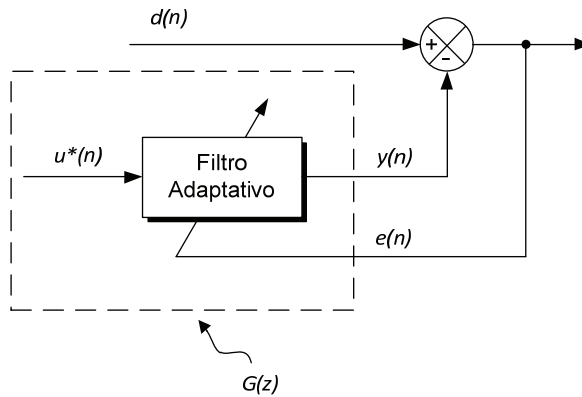 d(n)
+
-
u*(n)
Filtro
Adaptativo
y(n)
e(n)
G(z)